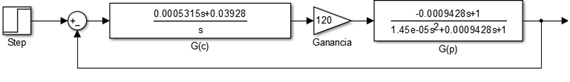 0.0005315s+0.03928
s
120
-0.0009428s+1
1.45e-05s²+0.0009428s+1
Step
G(c)
Ganancia
G(p)